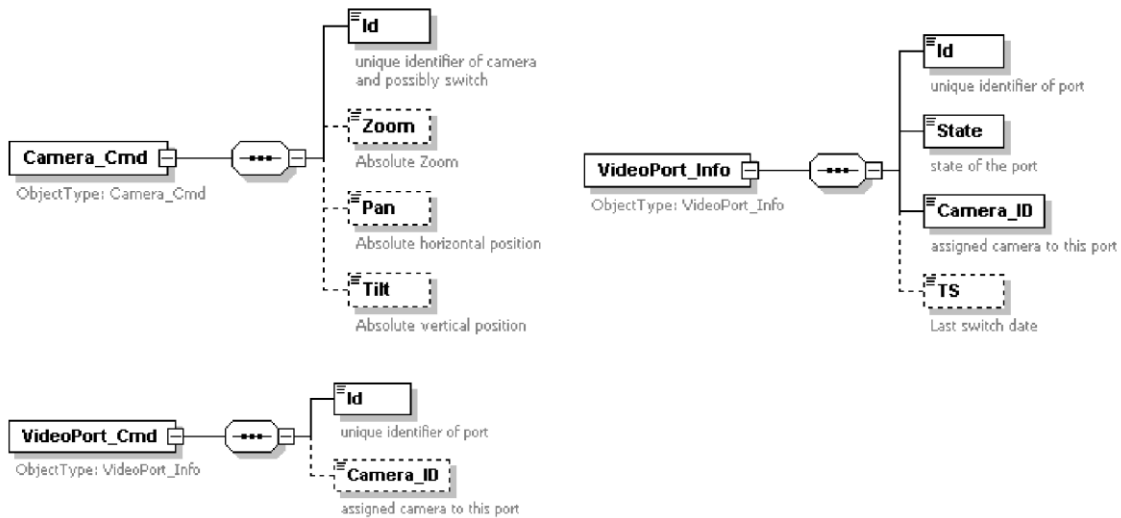 Id
unique identifier of camera
and possibly switch
Zoom
Absolute Zoom
Camera_Cmd
ObjectType: Camera_Cmd
Pan
Absolute horizontal position
Tilt
Absolute vertical position
Id
unique identifier of port
State
state of the port
VideoPort_Info
ObjectType: VideoPort_Info
Camera_ID
assigned camera to this port
TS
Last switch date
Id
unique identifier of port
VideoPort_Cmd
ObjectType: VideoPort_Info
Camera_ID
assigned camera to this port